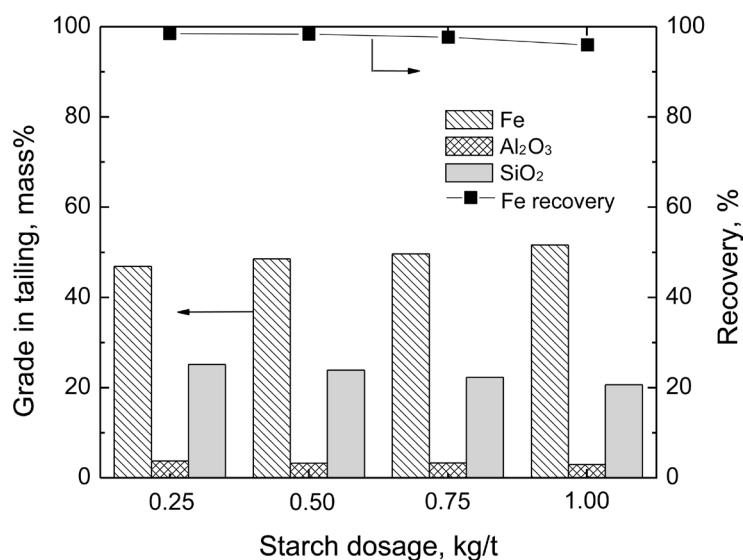 100
80
60
40
20
0
Grade in tailing, mass%
100
80
60
40
20
0
Recovery, %
Fe
Al₂O₃
SiO₂
Fe recovery
0.25 0.50 0.75 1.00
Starch dosage, kg/t